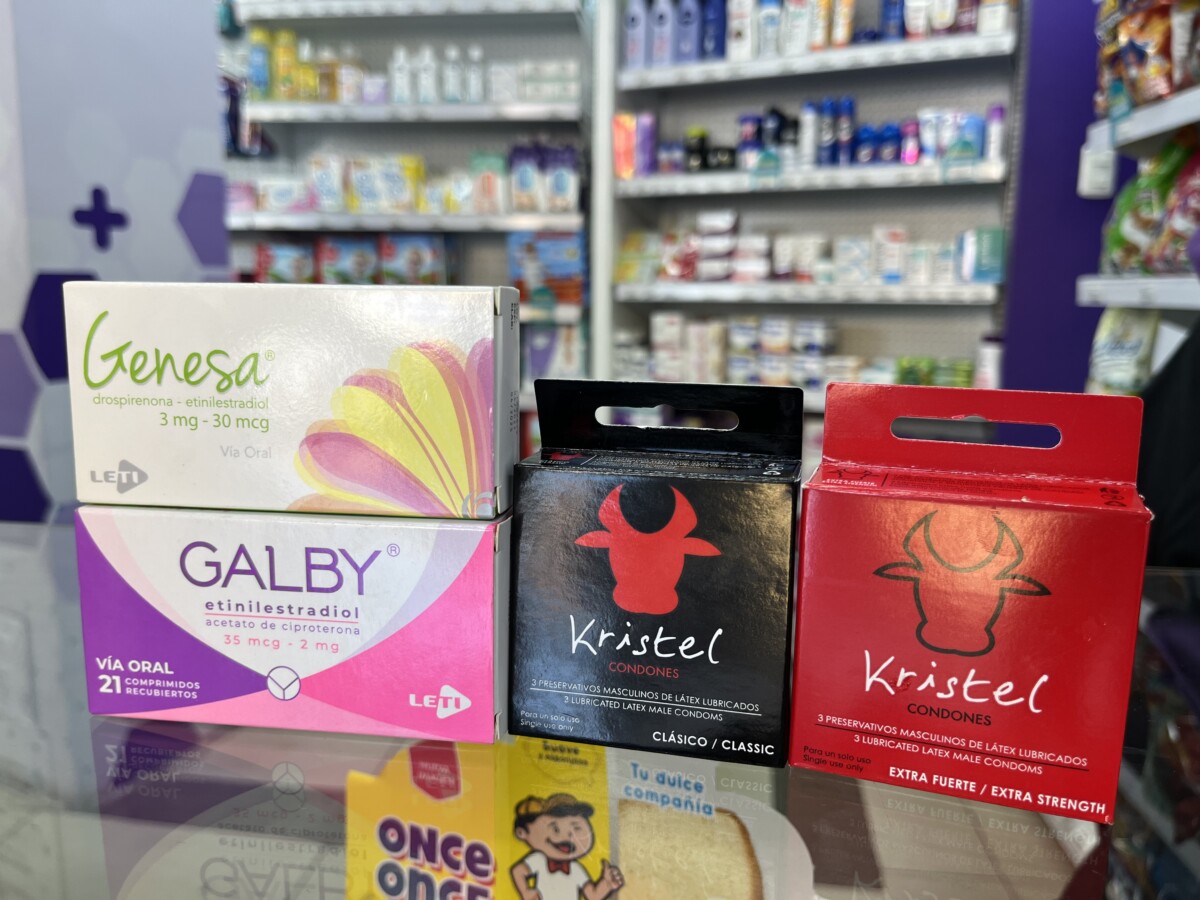 Genesa®
drospirenona - etinilestradiol
3 mg - 30 mcg
Vía Oral
LETI
GALBY®
etinilestradiol
acetato de ciproterona
35 mcg - 2 mg
VÍA ORAL
21 COMPRIMIDOS
RECUBIERTOS
LETI
Kristel
CONDONES
3 PRESERVATIVOS MASCULINOS DE LÁTEX LUBRICADOS
3 LUBRICATED LATEX MALE CONDOMS
Para un solo uso
Single use only
CLÁSICO / CLASSIC
Kristel
CONDONES
3 PRESERVATIVOS MASCULINOS DE LÁTEX LUBRICADOS
3 LUBRICATED LATEX MALE CONDOMS
Para un solo uso
Single use only
EXTRA FUERTE / EXTRA STRENGTH
Suave
Tu dulce
compañía
ONCE
ONCE